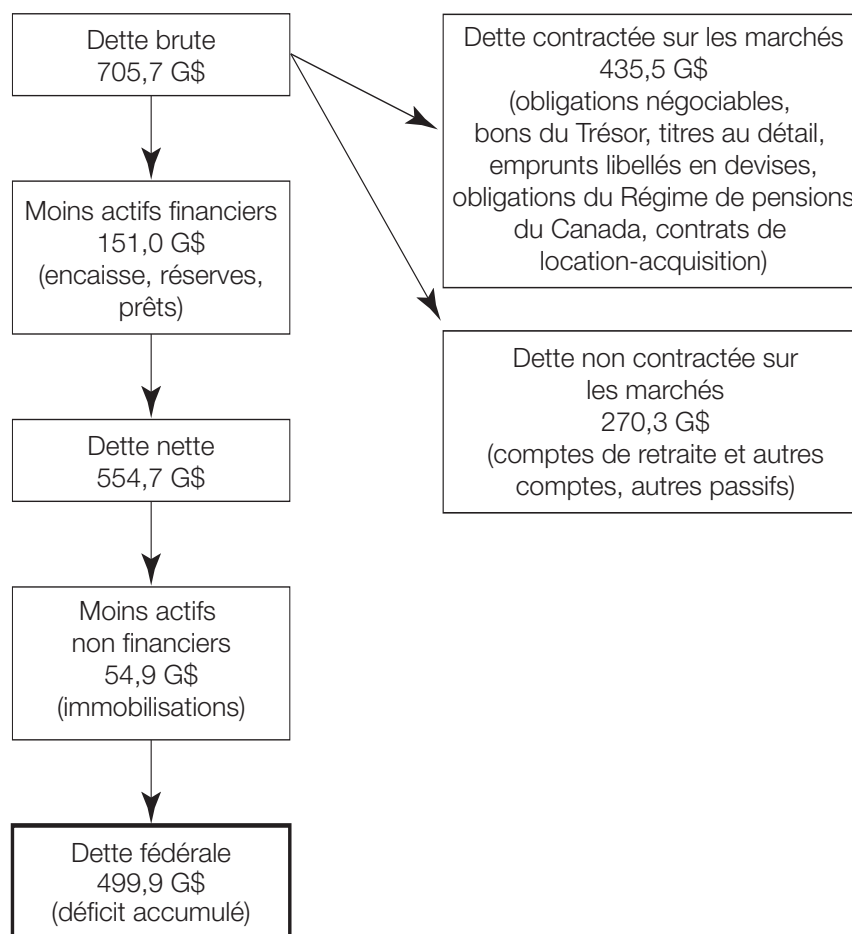 Dette brute
705,7 G$
Moins actifs financiers
151,0 G$
(encaisse, réserves,
prêts)
Dette nette
554,7 G$
Moins actifs
non financiers
54,9 G$
(immobilisations)
Dette fédérale
499,9 G$
(déficit accumulé)
Dette contractée sur les marchés
435,5 G$
(obligations négociables,
bons du Trésor, titres au détail,
emprunts libellés en devises,
obligations du Régime de pensions
du Canada, contrats de
location-acquisition)
Dette non contractée sur
les marchés
270,3 G$
(comptes de retraite et autres
comptes, autres passifs)